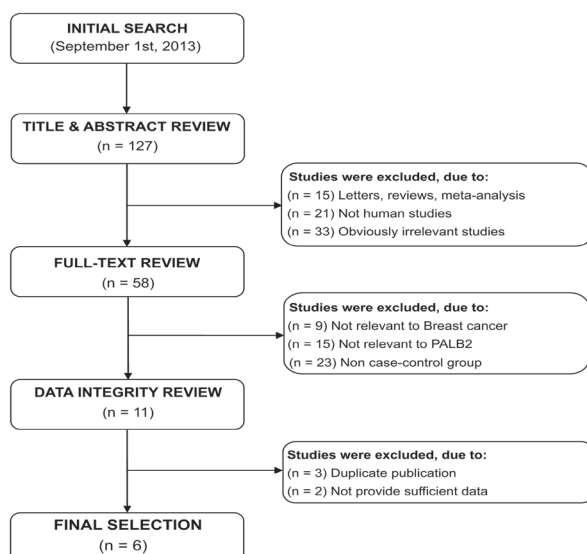 INITIAL SEARCH
(September 1st, 2013)
TITLE & ABSTRACT REVIEW
(n = 127)
Studies were excluded, due to:
(n = 15) Letters, reviews, meta-analysis
(n = 21) Not human studies
(n = 33) Obviously irrelevant studies
FULL-TEXT REVIEW
(n = 58)
Studies were excluded, due to:
(n = 9) Not relevant to Breast cancer
(n = 15) Not relevant to PALB2
(n = 23) Non case-control group
DATA INTEGRITY REVIEW
(n = 11)
Studies were excluded, due to:
(n = 3) Duplicate publication
(n = 2) Not provide sufficient data
FINAL SELECTION
(n = 6)